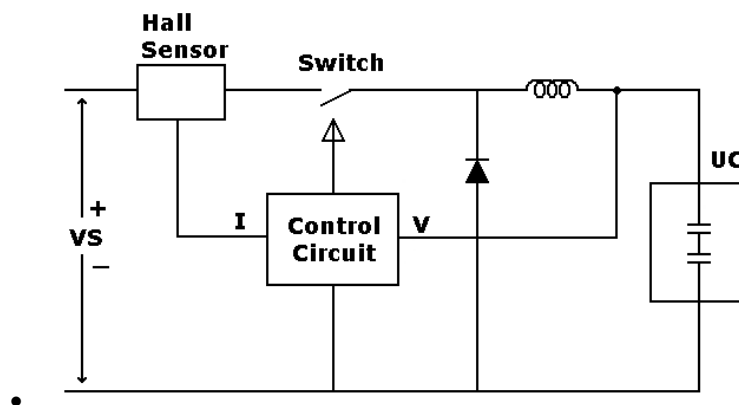 Hall
Sensor
Switch
UC
I
Control
Circuit
V
+
VS
−